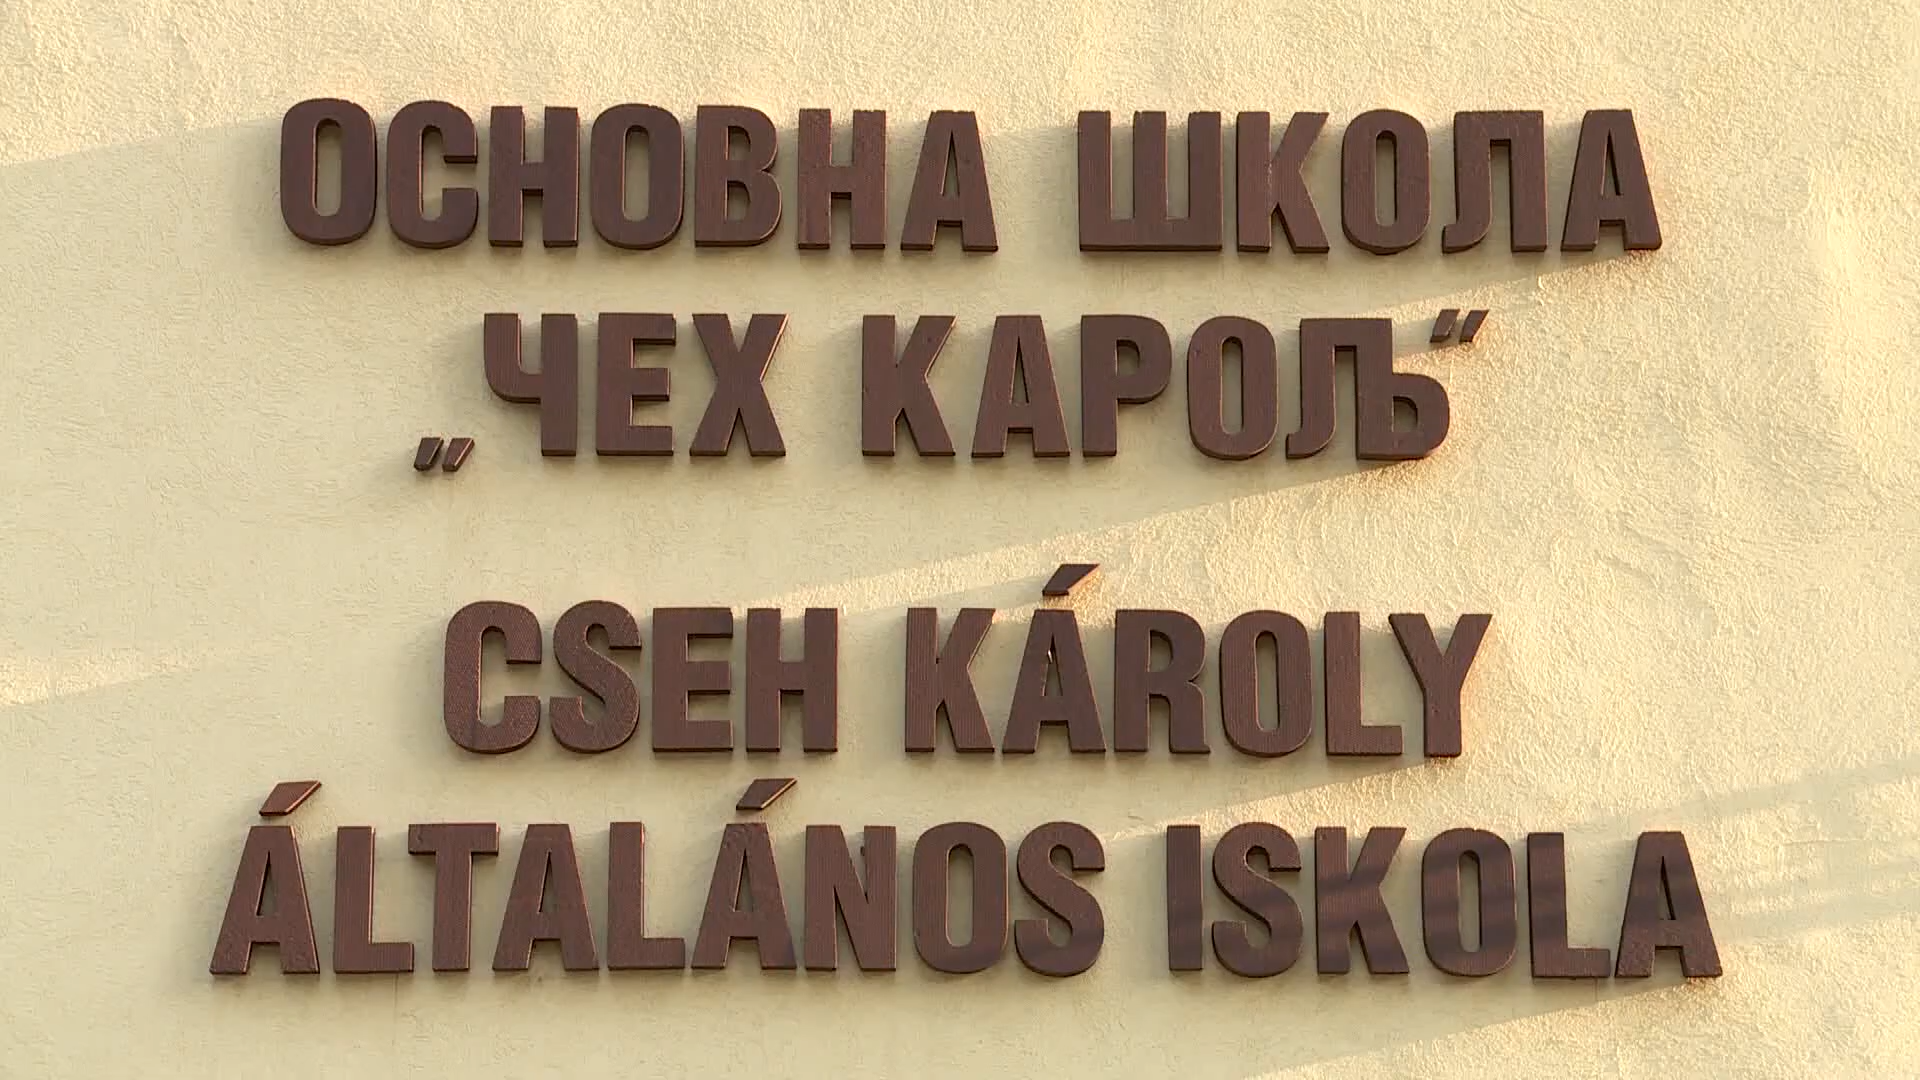 ОСНОВНА ШКОЛА
„ЧЕХ КАРОЉ“
CSEH KÁROLY
ÁLTALÁNOS ISKOLA